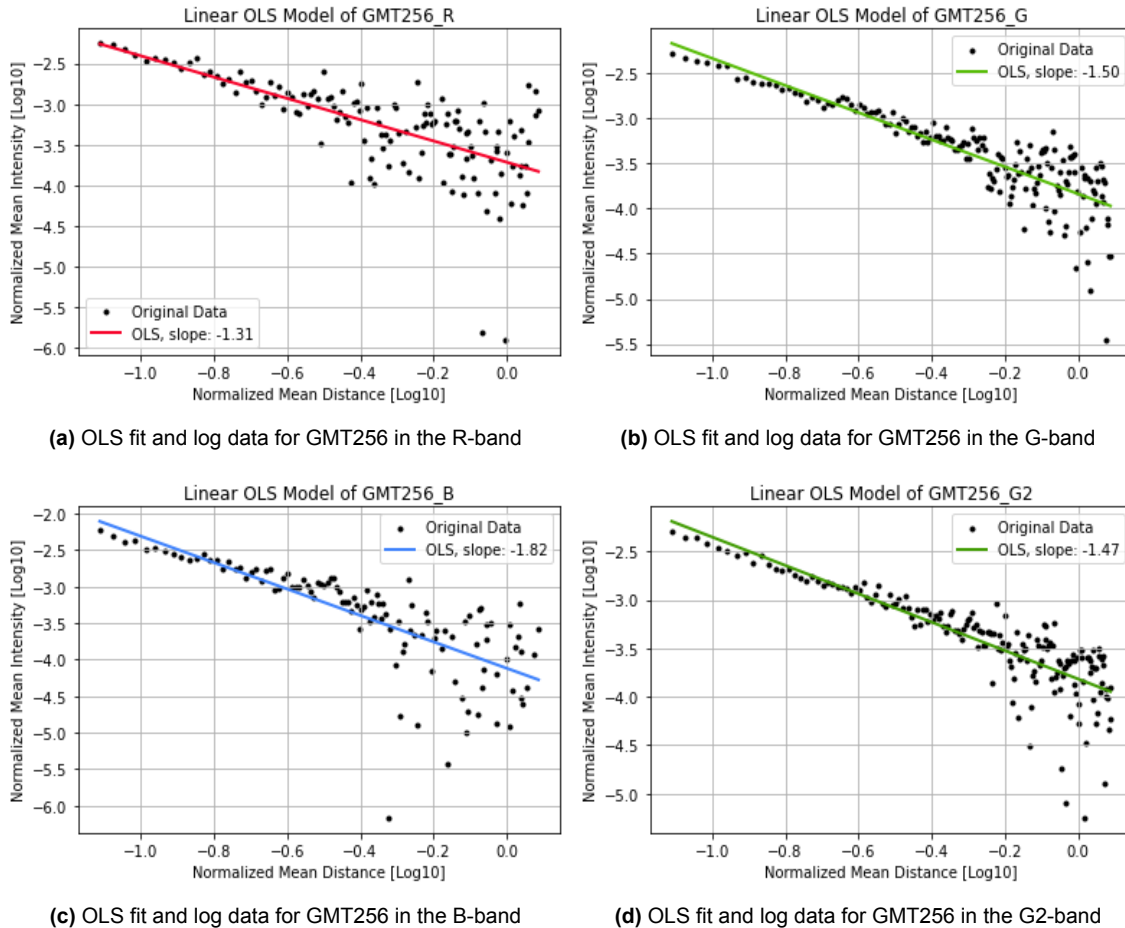 Linear OLS Model of GMT256_R
Normalized Mean Intensity [Log10]
−2.5
−3.0
−3.5
−4.0
−4.5
−5.0
−5.5
−6.0
Original Data
OLS, slope: -1.31
−1.0 −0.8 −0.6 −0.4 −0.2 0.0
Normalized Mean Distance [Log10]
(a) OLS fit and log data for GMT256 in the R-band
Linear OLS Model of GMT256_G
Normalized Mean Intensity [Log10]
−2.5
−3.0
−3.5
−4.0
−4.5
−5.0
−5.5
Original Data
OLS, slope: -1.50
−1.0 −0.8 −0.6 −0.4 −0.2 0.0
Normalized Mean Distance [Log10]
(b) OLS fit and log data for GMT256 in the G-band
Linear OLS Model of GMT256_B
Normalized Mean Intensity [Log10]
−2.0
−2.5
−3.0
−3.5
−4.0
−4.5
−5.0
−5.5
−6.0
Original Data
OLS, slope: -1.82
−1.0 −0.8 −0.6 −0.4 −0.2 0.0
Normalized Mean Distance [Log10]
(c) OLS fit and log data for GMT256 in the B-band
Linear OLS Model of GMT256_G2
Normalized Mean Intensity [Log10]
−2.5
−3.0
−3.5
−4.0
−4.5
−5.0
Original Data
OLS, slope: -1.47
−1.0 −0.8 −0.6 −0.4 −0.2 0.0
Normalized Mean Distance [Log10]
(d) OLS fit and log data for GMT256 in the G2-band